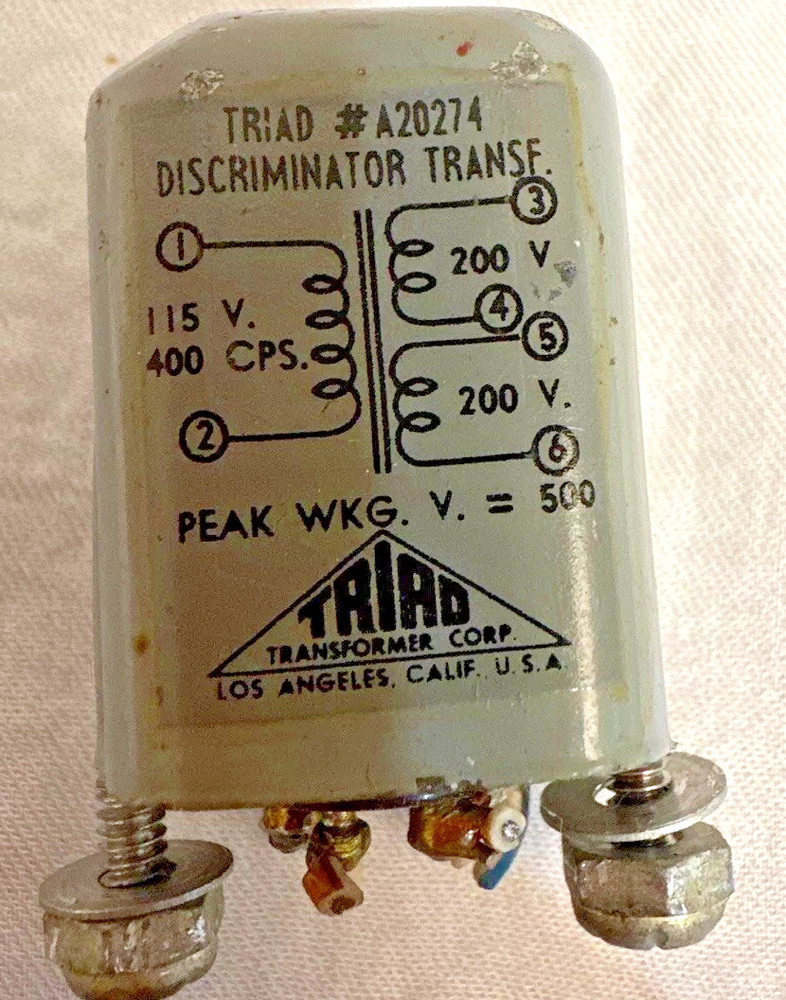 TRIAD #A20274
DISCRIMINATOR TRANSF.
1
3
200 V
4
115 V.
400 CPS.
5
200 V.
2
6
PEAK WKG. V. = 500
TRIAD
TRANSFORMER CORP.
LOS ANGELES, CALIF. U.S.A.